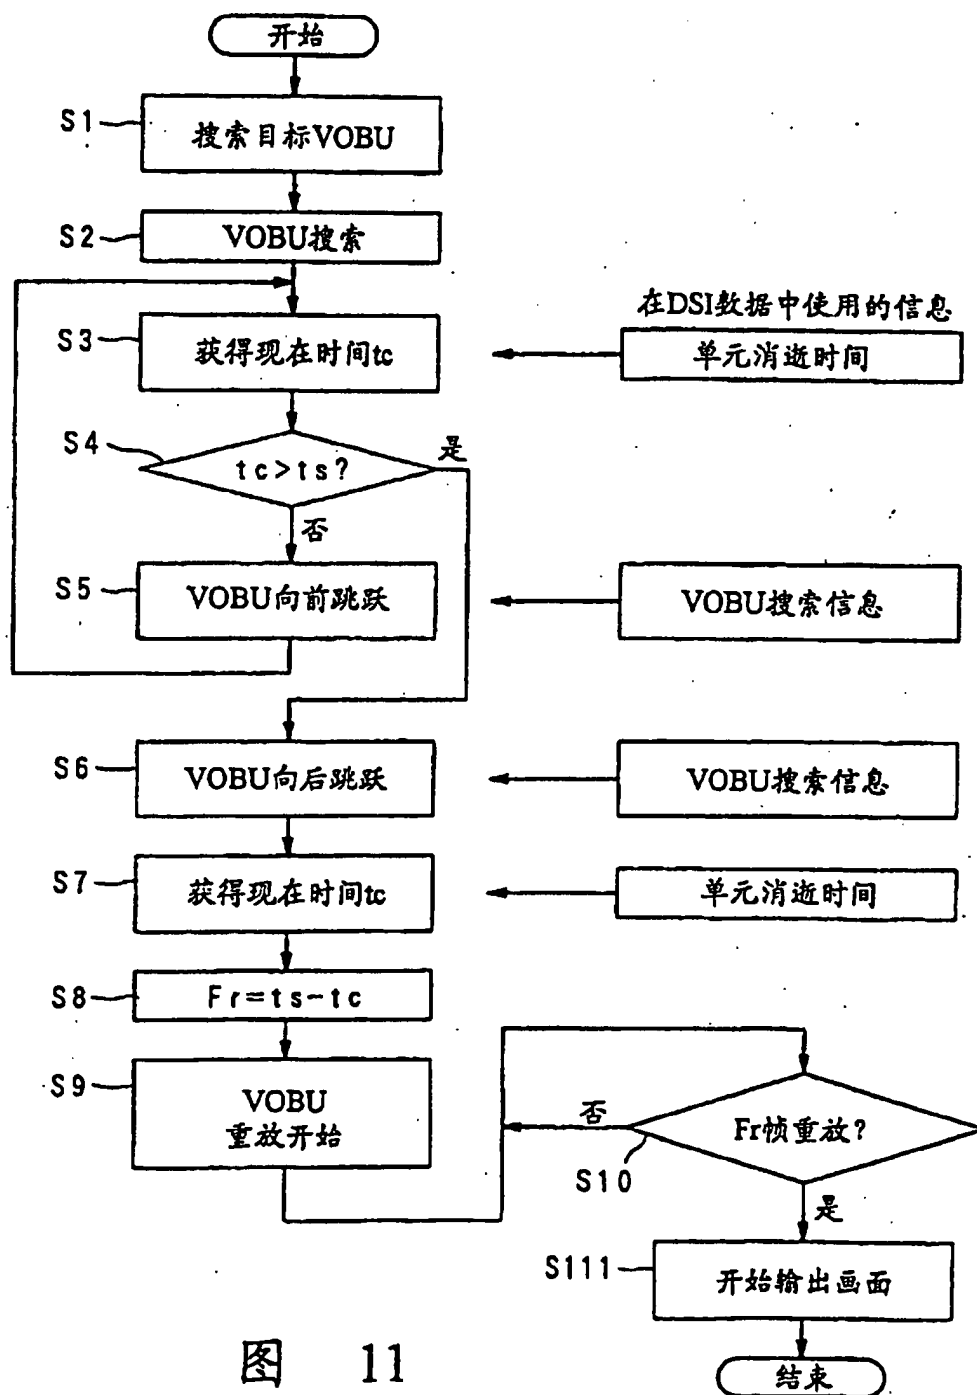 开始
S1
搜索目标VOBU
S2
VOBU搜索
在DSI数据中使用的信息
S3
获得现在时间tc
单元消逝时间
S4
tc>ts?
是
否
S5
VOBU向前跳跃
VOBU搜索信息
S6
VOBU向后跳跃
VOBU搜索信息
S7
获得现在时间tc
单元消逝时间
S8
Fr=ts-tc
S9
VOBU
重放开始
否
Fr帧重放?
S10
是
S111
开始输出画面
结束
图 11